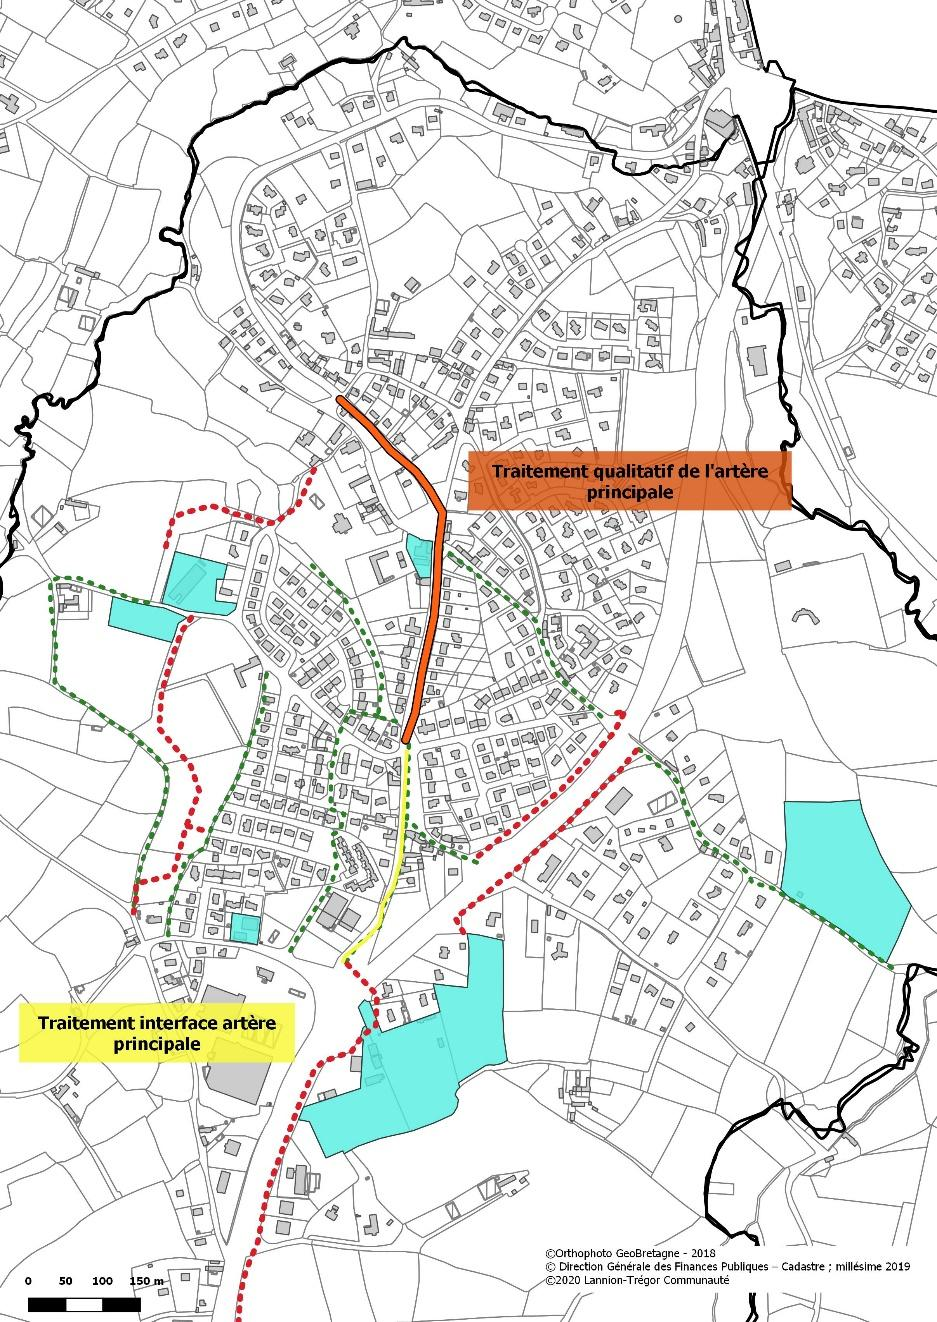 Traitement qualitatif de l'artère
principale
Traitement interface artère
principale
©Orthophoto GeoBretagne - 2018
© Direction Générale des Finances Publiques – Cadastre ; millésime 2019
©2020 Lannion-Trégor Communauté
0 50 100 150 m